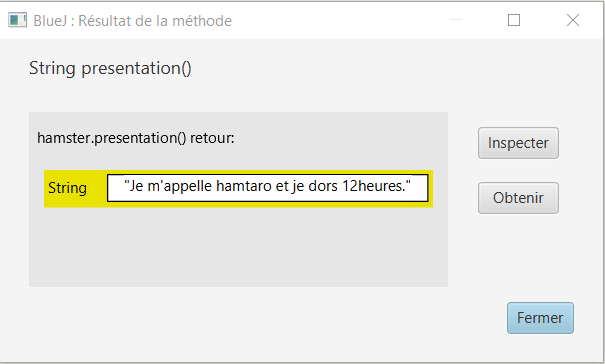 BlueJ : Résultat de la méthode
String presentation()
hamster.presentation() retour:
Inspecter
String "Je m'appelle hamtaro et je dors 12heures."
Obtenir
Fermer